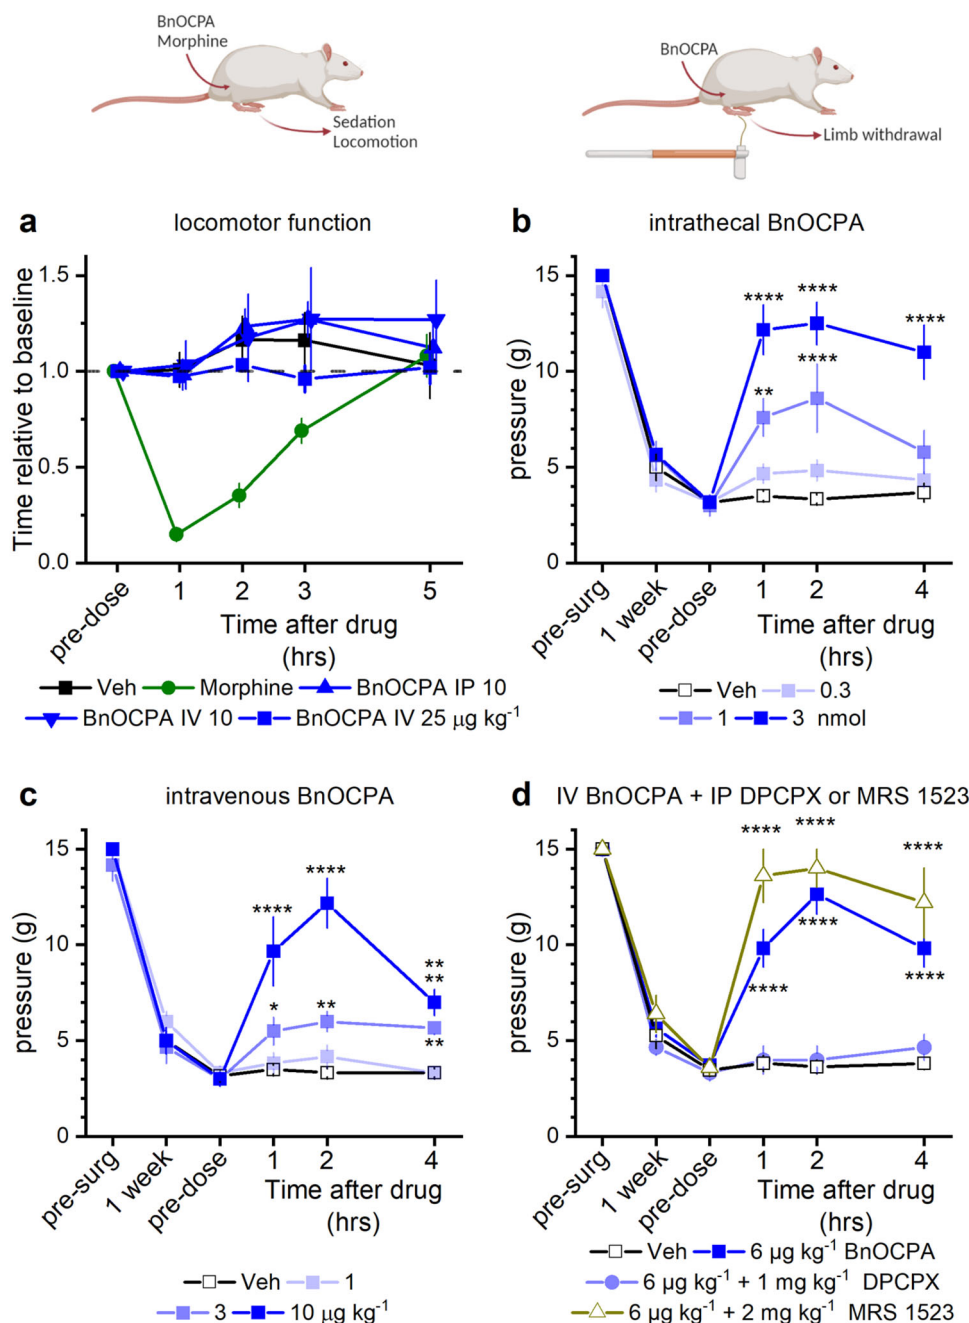 BnOCPA
Morphine
Sedation
Locomotion
BnOCPA
Limb withdrawal
a
locomotor function
Time relative to baseline
1.5
1.0
0.5
0.0
pre-dose
1
2
3
5
Time after drug
(hrs)
Veh
Morphine
BnOCPA IP 10
BnOCPA IV 10
BnOCPA IV 25 μg kg⁻¹
b
intrathecal BnOCPA
pressure (g)
15
10
5
0
****
****
****
**
****
pre-surg
1 week
pre-dose
1
2
4
Time after drug
(hrs)
Veh
0.3
1
3 nmol
c
intravenous BnOCPA
pressure (g)
15
10
5
0
****
****
**
**
*
**
**
pre-surg
1 week
pre-dose
1
2
4
Time after drug
(hrs)
Veh
1
3
10 μg kg⁻¹
d
IV BnOCPA + IP DPCPX or MRS 1523
pressure (g)
15
10
5
0
****
****
****
****
****
****
pre-surg
1 week
pre-dose
1
2
4
Time after drug
(hrs)
Veh
6 μg kg⁻¹ BnOCPA
6 μg kg⁻¹ + 1 mg kg⁻¹ DPCPX
6 μg kg⁻¹ + 2 mg kg⁻¹ MRS 1523